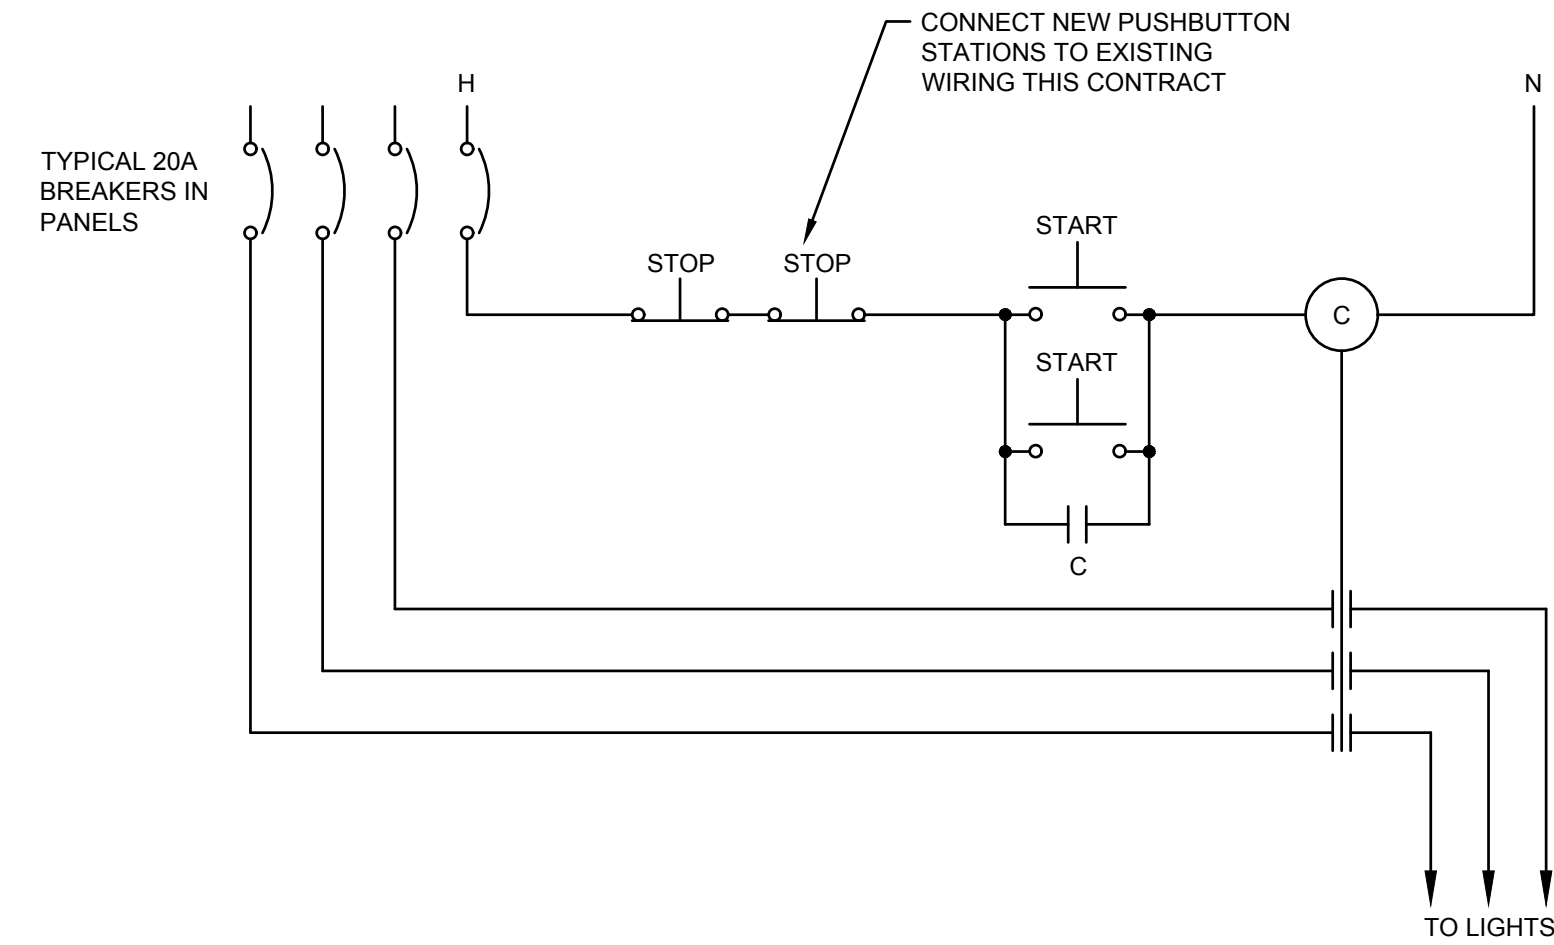 CONNECT NEW PUSHBUTTON
STATIONS TO EXISTING
WIRING THIS CONTRACT
H
N
TYPICAL 20A
BREAKERS IN
PANELS
START
STOP
STOP
C
START
C
TO LIGHTS